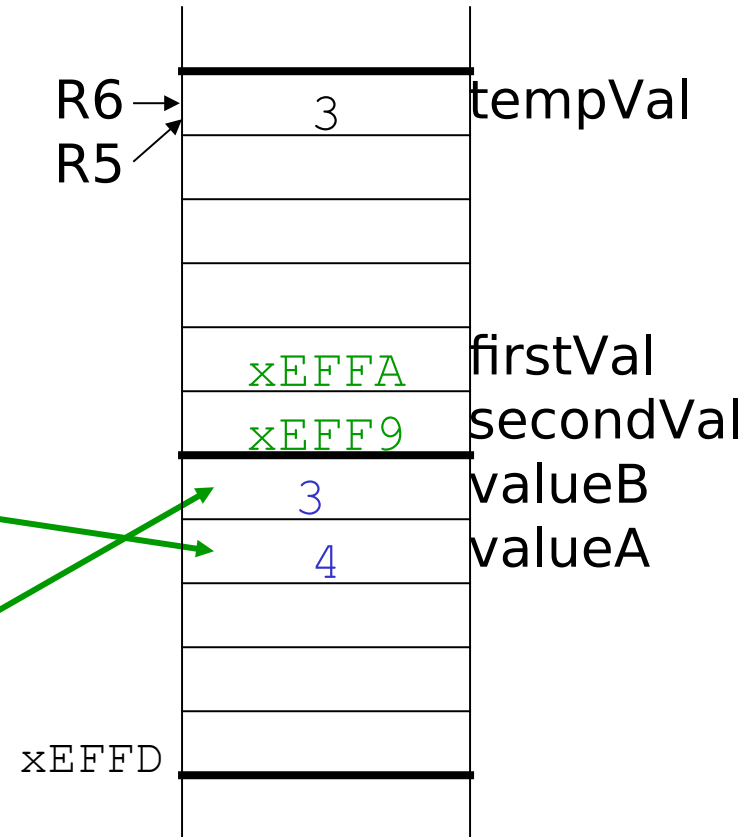 R6 3 tempVal
R5
xEFFA firstVal
xEFF9 secondVal
3 valueB
4 valueA
xEFFD